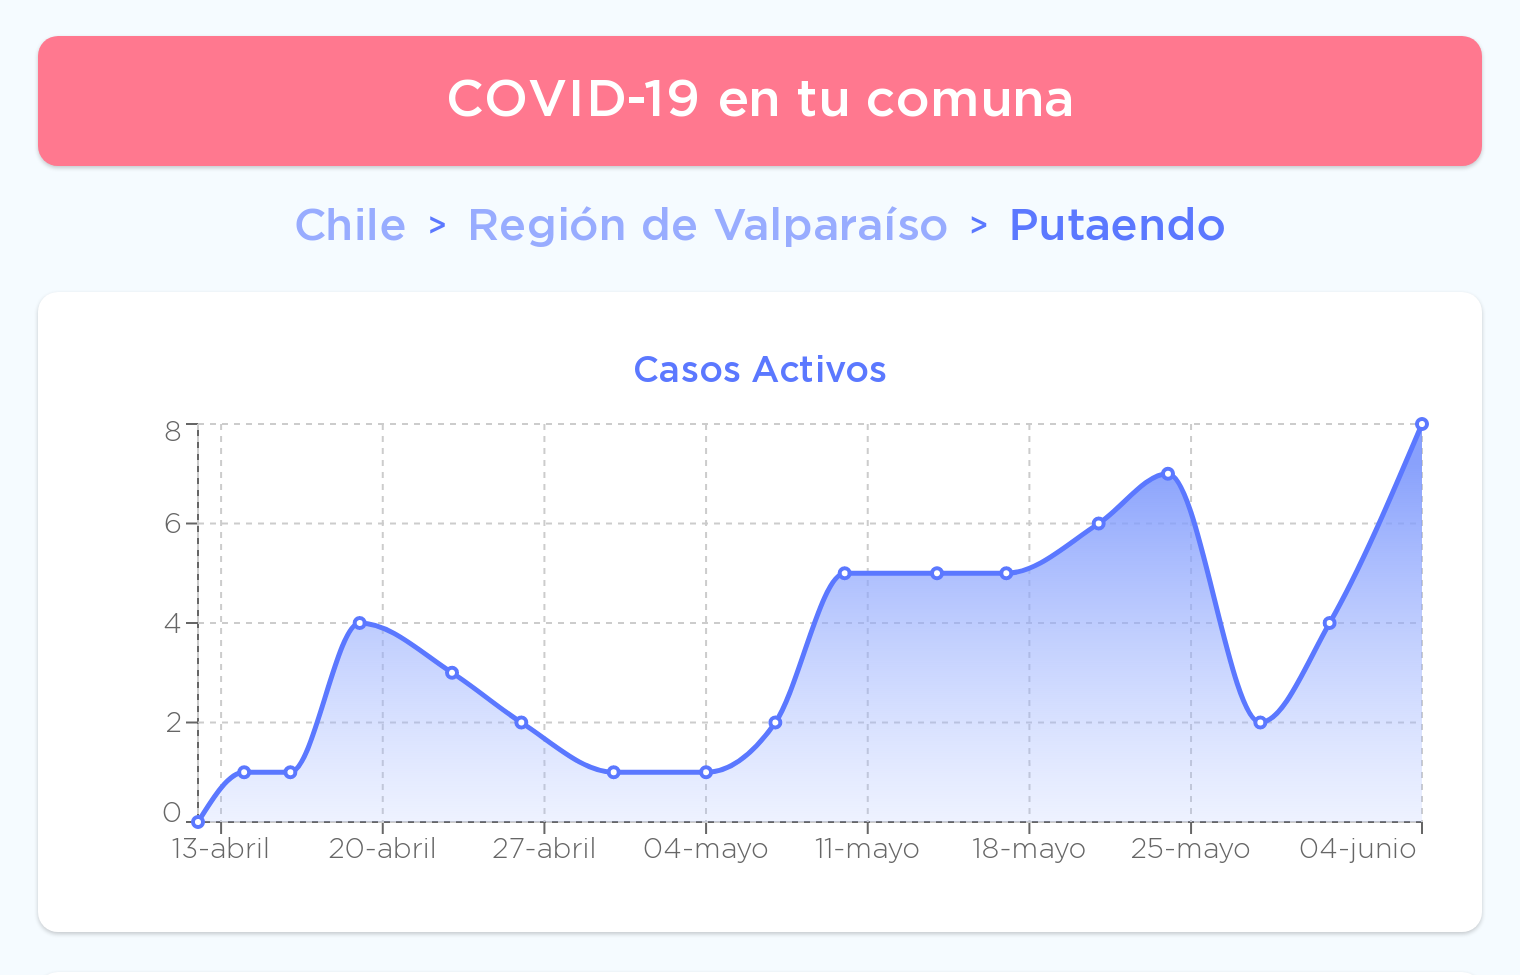 COVID-19 en tu comuna
Chile > Región de Valparaíso > Putaendo
Casos Activos
8
6
4
2
0
13-abril 20-abril 27-abril 04-mayo 11-mayo 18-mayo 25-mayo 04-junio